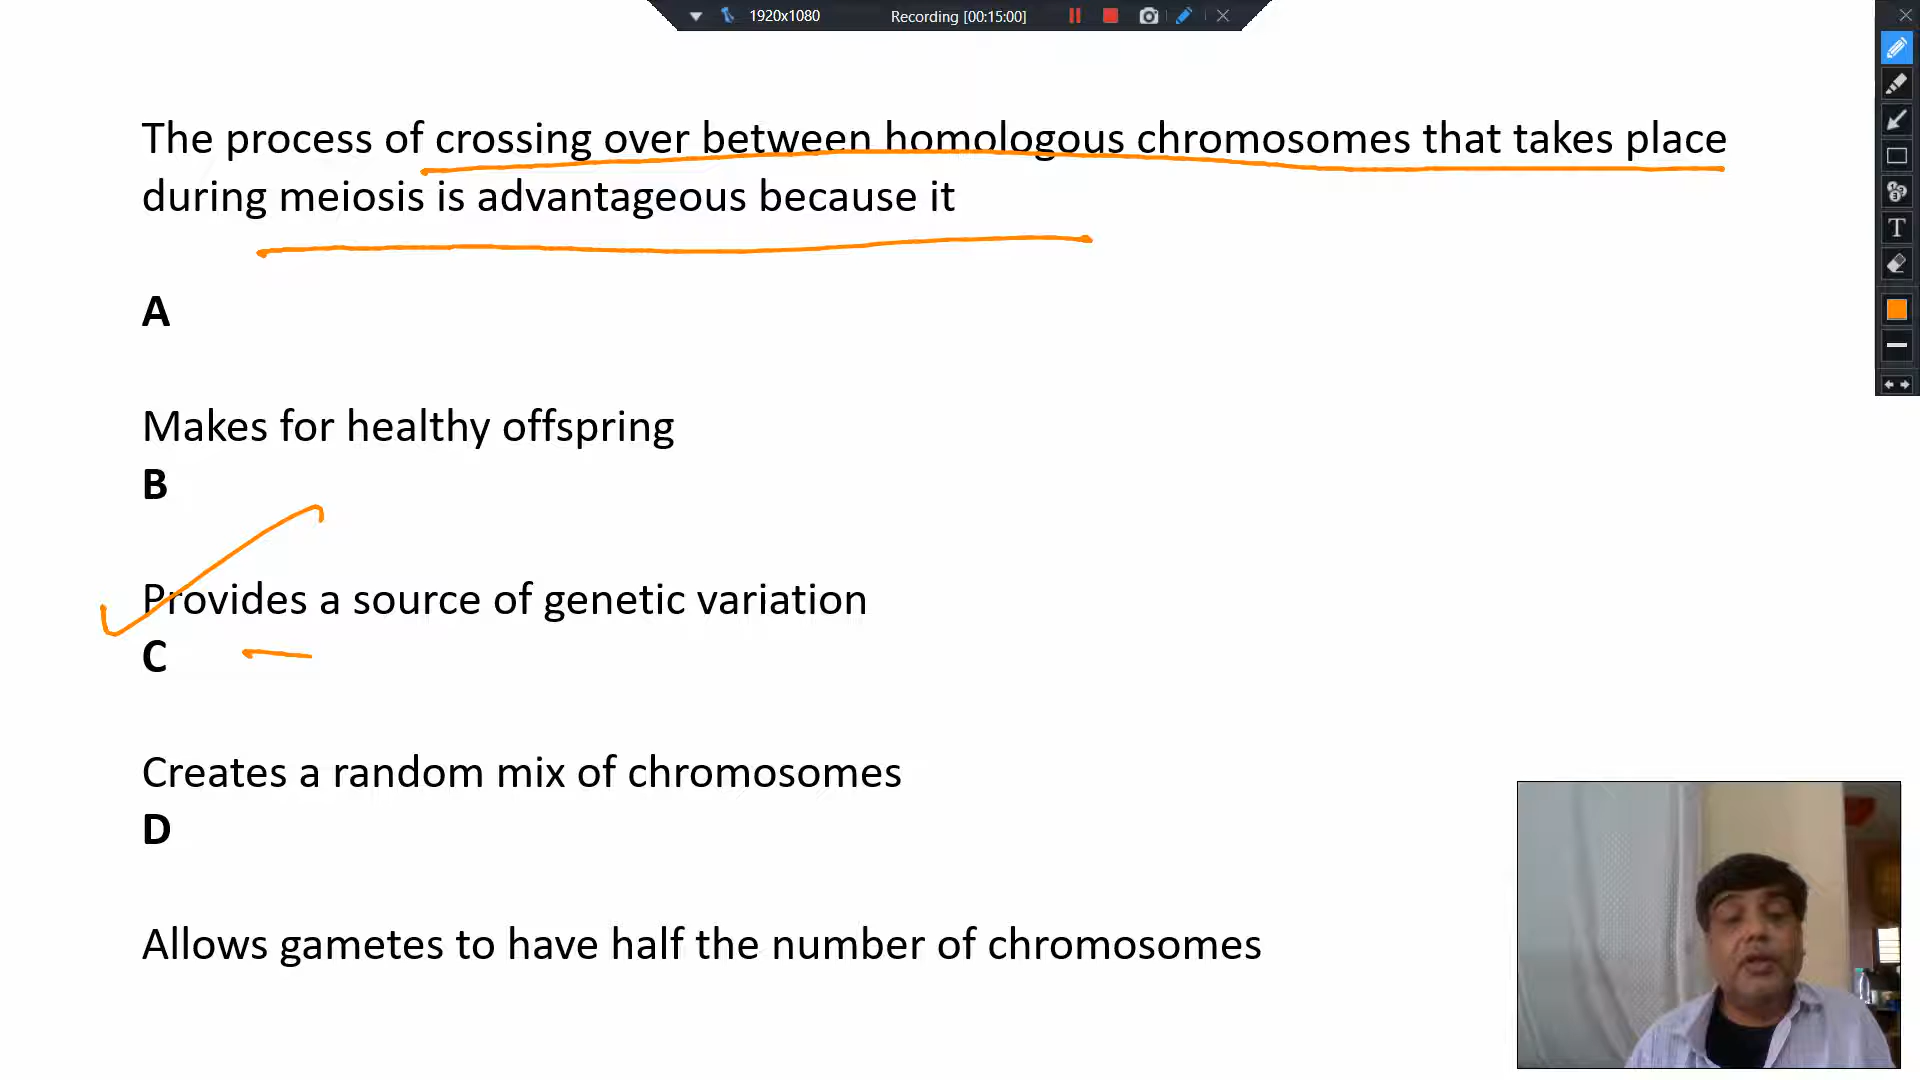 1920x1080 Recording [00:15:00]
The process of crossing over between homologous chromosomes that takes place
during meiosis is advantageous because it
A
Makes for healthy offspring
B
Provides a source of genetic variation
C
Creates a random mix of chromosomes
D
Allows gametes to have half the number of chromosomes
T